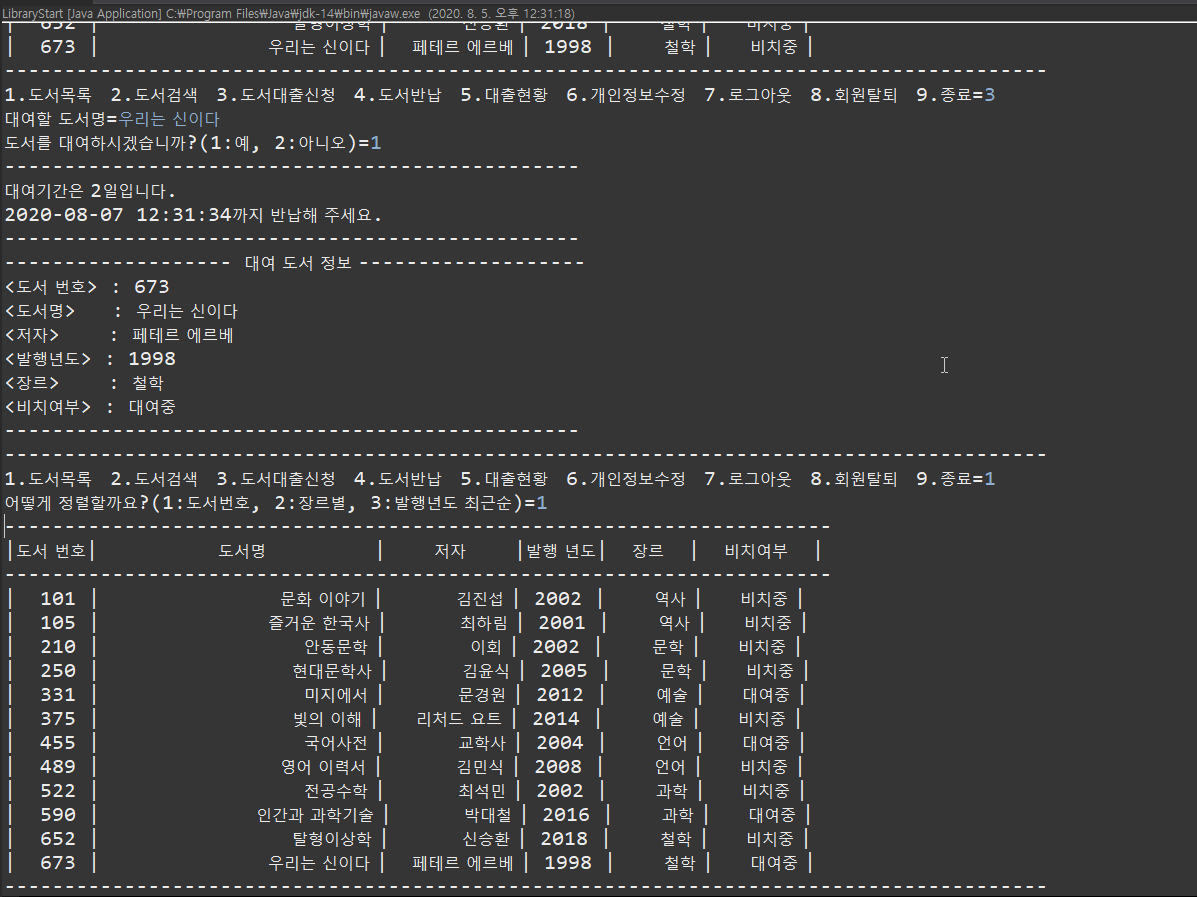 LibraryStart [Java Application] C:\Program Files\Java\jdk-14\bin\javaw.exe (2020. 8. 5. 오후 12:31:18)
| 652 | 탈형이상학 | 신승환 | 2018 | 철학 | 비치중 |
| 673 | 우리는 신이다 | 페테르 에르베 | 1998 | 철학 | 비치중 |
----------------------------------------------------------------------------------------
1.도서목록 2.도서검색 3.도서대출신청 4.도서반납 5.대출현황 6.개인정보수정 7.로그아웃 8.회원탈퇴 9.종료=3
대여할 도서명=우리는 신이다
도서를 대여하시겠습니까?(1:예, 2:아니오)=1
------------------------------------------------
대여기간은 2일입니다.
2020-08-07 12:31:34까지 반납해 주세요.
------------------------------------------------
------------------- 대여 도서 정보 -------------------
<도서 번호> : 673
<도서명> : 우리는 신이다
<저자> : 페테르 에르베
<발행년도> : 1998
<장르> : 철학
<비치여부> : 대여중
------------------------------------------------
----------------------------------------------------------------------------------------
1.도서목록 2.도서검색 3.도서대출신청 4.도서반납 5.대출현황 6.개인정보수정 7.로그아웃 8.회원탈퇴 9.종료=1
어떻게 정렬할까요?(1:도서번호, 2:장르별, 3:발행년도 최근순)=1
----------------------------------------------------------------------
|도서 번호| 도서명 | 저자 |발행 년도| 장르 | 비치여부 |
----------------------------------------------------------------------
| 101 | 문화 이야기 | 김진섭 | 2002 | 역사 | 비치중 |
| 105 | 즐거운 한국사 | 최하림 | 2001 | 역사 | 비치중 |
| 210 | 안동문학 | 이회 | 2002 | 문학 | 비치중 |
| 250 | 현대문학사 | 김윤식 | 2005 | 문학 | 비치중 |
| 331 | 미지에서 | 문경원 | 2012 | 예술 | 대여중 |
| 375 | 빛의 이해 | 리처드 요트 | 2014 | 예술 | 비치중 |
| 455 | 국어사전 | 교학사 | 2004 | 언어 | 대여중 |
| 489 | 영어 이력서 | 김민식 | 2008 | 언어 | 비치중 |
| 522 | 전공수학 | 최석민 | 2002 | 과학 | 비치중 |
| 590 | 인간과 과학기술 | 박대철 | 2016 | 과학 | 대여중 |
| 652 | 탈형이상학 | 신승환 | 2018 | 철학 | 비치중 |
| 673 | 우리는 신이다 | 페테르 에르베 | 1998 | 철학 | 대여중 |
----------------------------------------------------------------------------------------